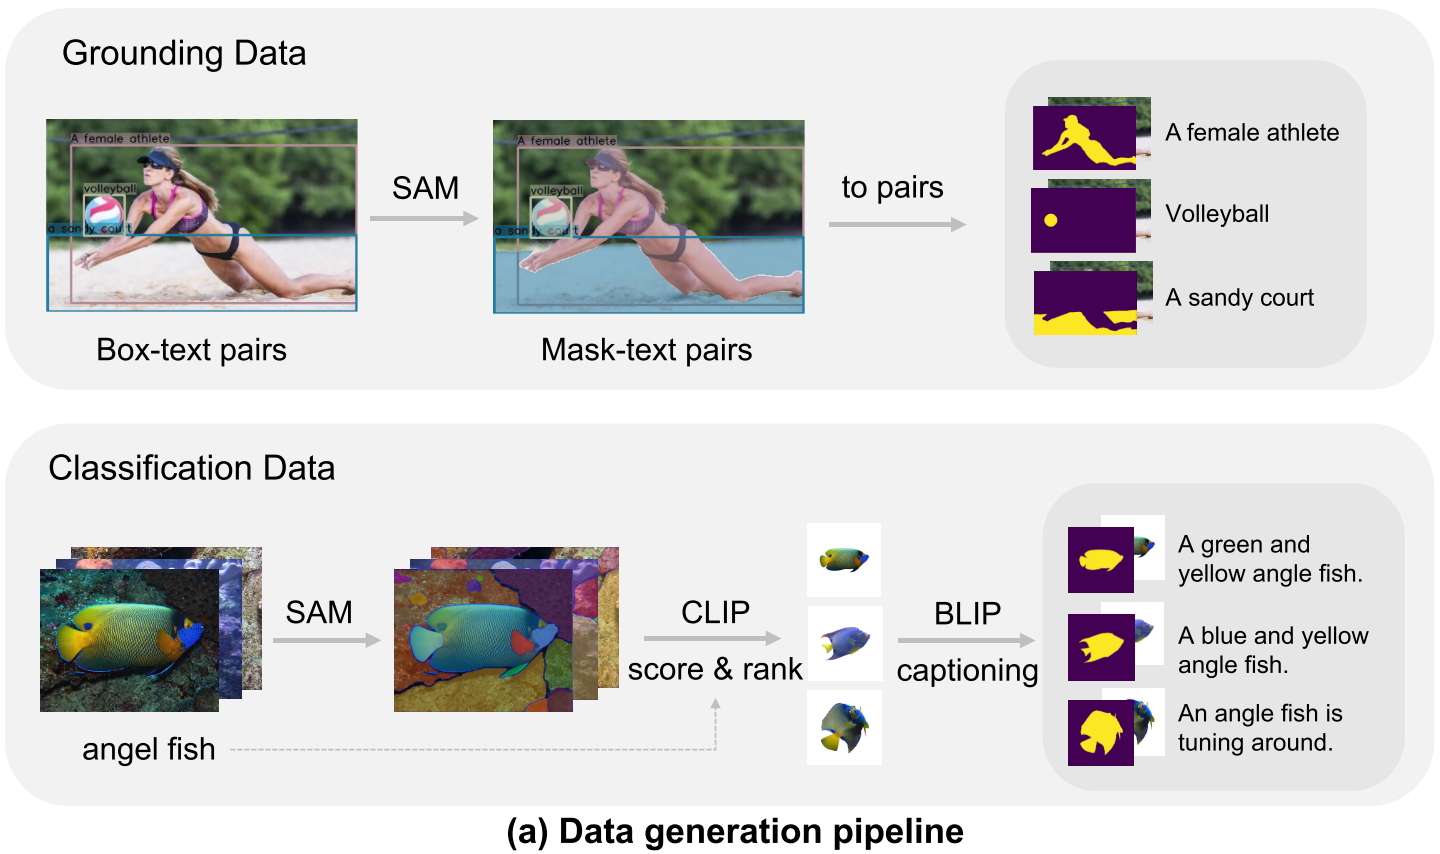 Grounding Data
A female athlete
volleyball
a sandy court
Box-text pairs
SAM
A female athlete
volleyball
a sandy court
Mask-text pairs
to pairs
A female athlete
Volleyball
A sandy court
Classification Data
angel fish
SAM
CLIP
score & rank
BLIP
captioning
A green and
yellow angle fish.
A blue and yellow
angle fish.
An angle fish is
tuning around.
(a) Data generation pipeline